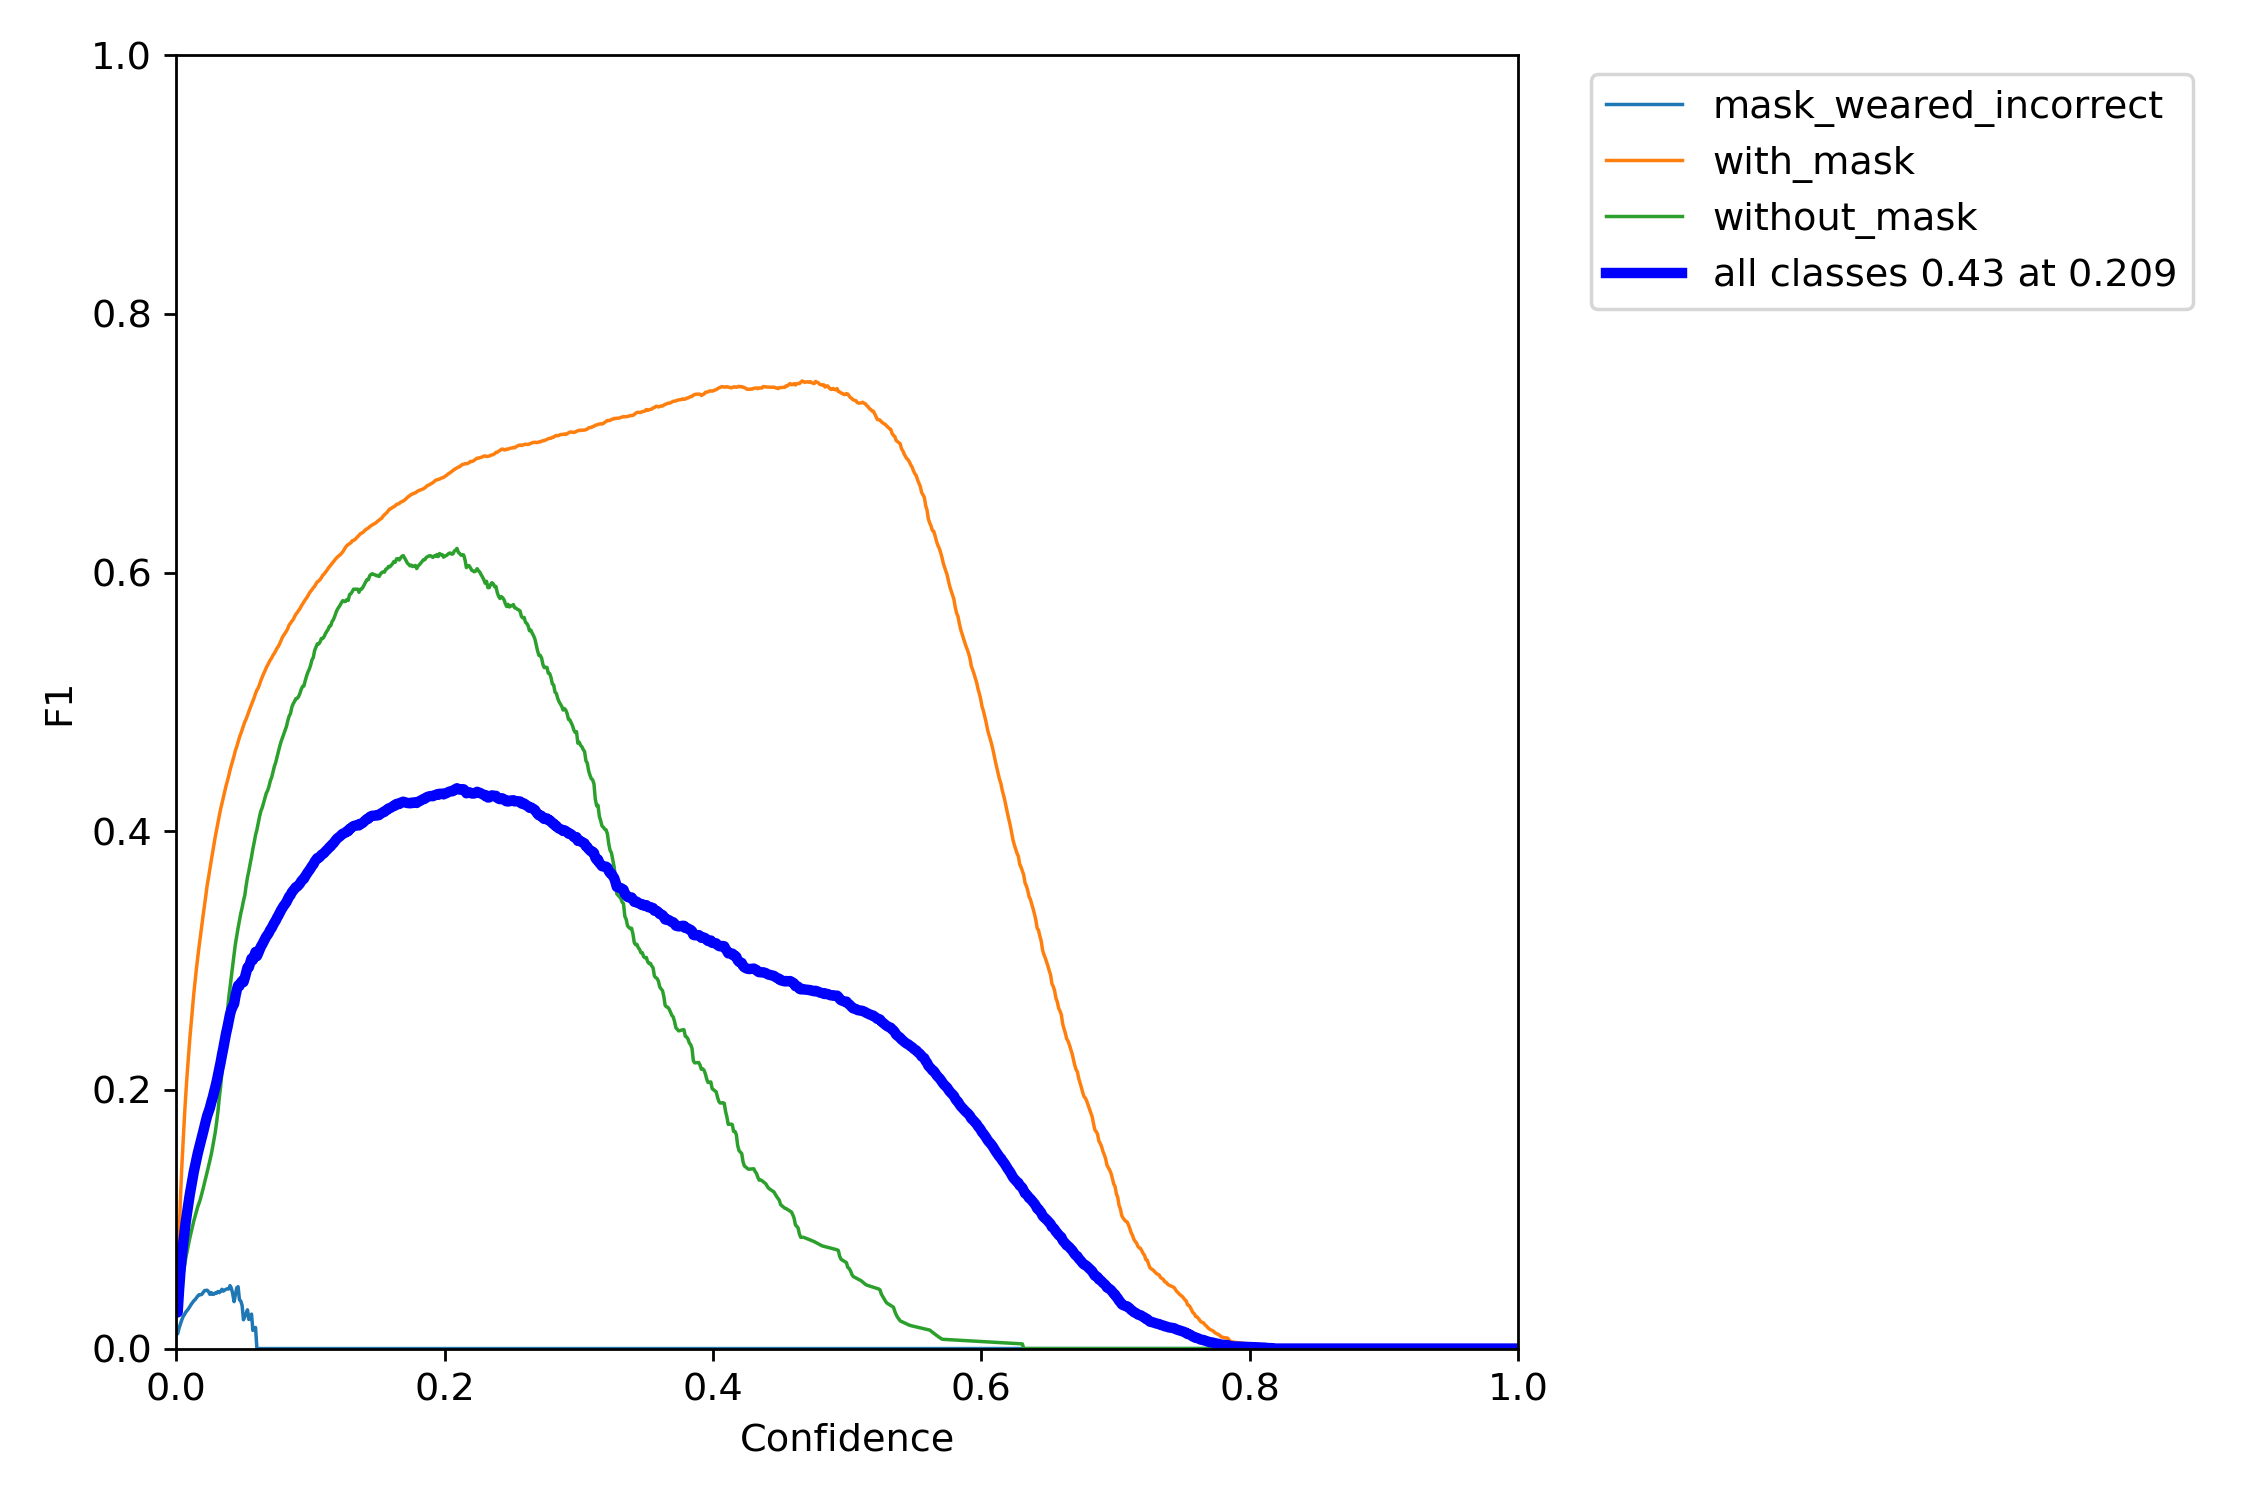 1.0
0.8
0.6
0.4
0.2
0.0
F1
0.0 0.2 0.4 0.6 0.8 1.0
Confidence
mask_weared_incorrect
with_mask
without_mask
all classes 0.43 at 0.209